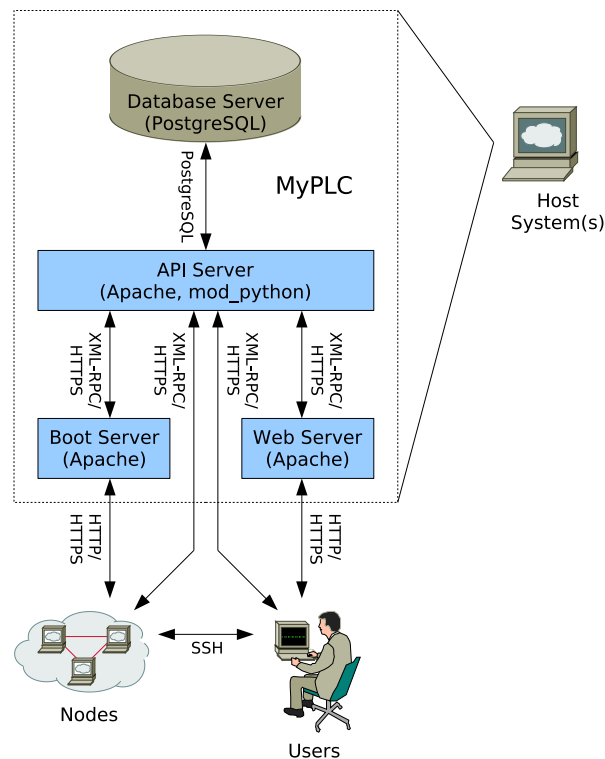 Database Server
(PostgreSQL)
PostgreSQL
MyPLC
Host
System(s)
API Server
(Apache, mod_python)
XML-RPC/
HTTPS
XML-RPC/
HTTPS
XML-RPC/
HTTPS
XML-RPC/
HTTPS
Boot Server
(Apache)
Web Server
(Apache)
HTTP/
HTTPS
HTTP/
HTTPS
SSH
Nodes
Users